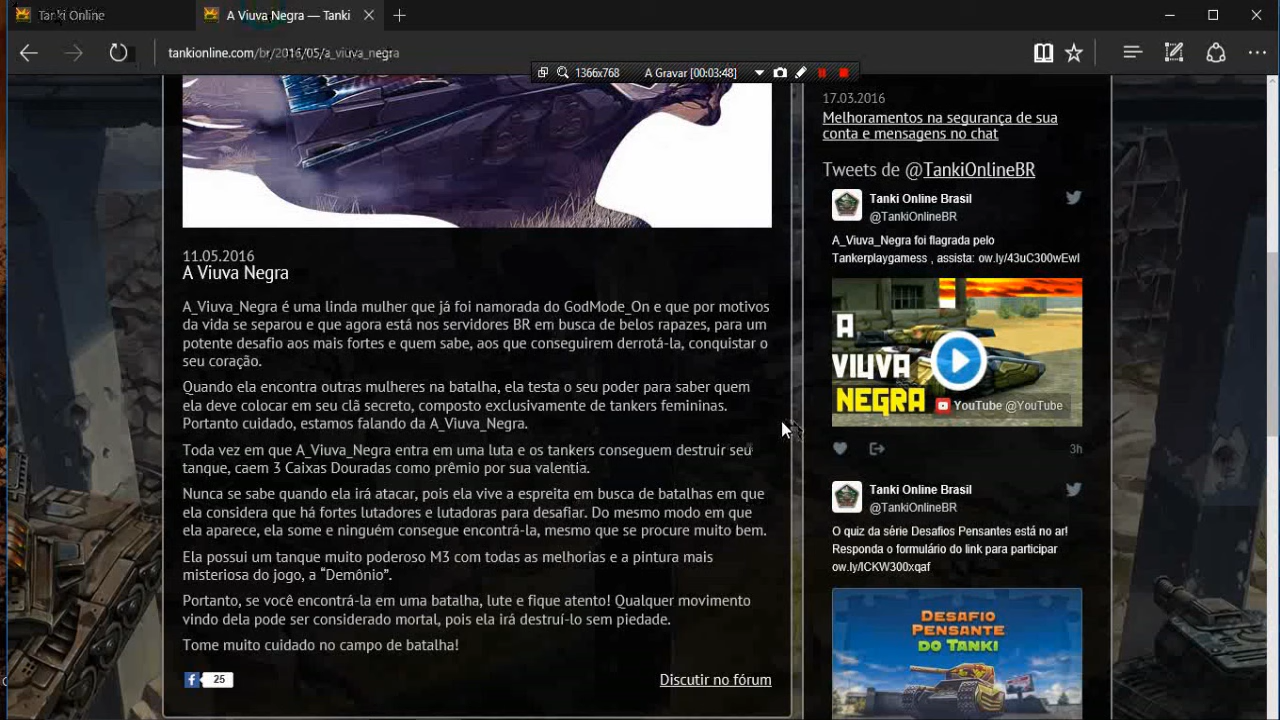 Tanki Online
A Viuva Negra — Tanki
tankionline.com/br/2016/05/a_viuva_negra
1366x768
A Gravar [00:03:48]
11.05.2016
A Viuva Negra
A_Viuva_Negra é uma linda mulher que já foi namorada do GodMode_On e que por motivos
da vida se separou e que agora está nos servidores BR em busca de belos rapazes, para um
potente desafio aos mais fortes e quem sabe, aos que conseguirem derrotá-la, conquistar o
seu coração.
Quando ela encontra outras mulheres na batalha, ela testa o seu poder para saber quem
ela deve colocar em seu clã secreto, composto exclusivamente de tankers femininas.
Portanto cuidado, estamos falando da A_Viuva_Negra.
Toda vez em que A_Viuva_Negra entra em uma luta e os tankers conseguem destruir seu
tanque, caem 3 Caixas Douradas como prêmio por sua valentia.
Nunca se sabe quando ela irá atacar, pois ela vive a espreita em busca de batalhas em que
ela considera que há fortes lutadores e lutadoras para desafiar. Do mesmo modo em que
ela aparece, ela some e ninguém consegue encontrá-la, mesmo que se procure muito bem.
Ela possui um tanque muito poderoso M3 com todas as melhorias e a pintura mais
misteriosa do jogo, a “Demônio”.
Portanto, se você encontrá-la em uma batalha, lute e fique atento! Qualquer movimento
vindo dela pode ser considerado mortal, pois ela irá destruí-lo sem piedade.
Tome muito cuidado no campo de batalha!
f 25
Discutir no fórum
17.03.2016
Melhoramentos na segurança de sua
conta e mensagens no chat
Tweets de @TankiOnlineBR
Tanki Online Brasil
@TankiOnlineBR
A_Viuva_Negra foi flagrada pelo
Tankerplaygamess , assista: ow.ly/43uC300wEwI
A
VIUVA
NEGRA
YouTube @YouTube
3h
Tanki Online Brasil
@TankiOnlineBR
O quiz da série Desafios Pensantes está no ar!
Responda o formulário do link para participar
ow.ly/ICKW300xqaf
DESAFIO
PENSANTE
DO TANKI